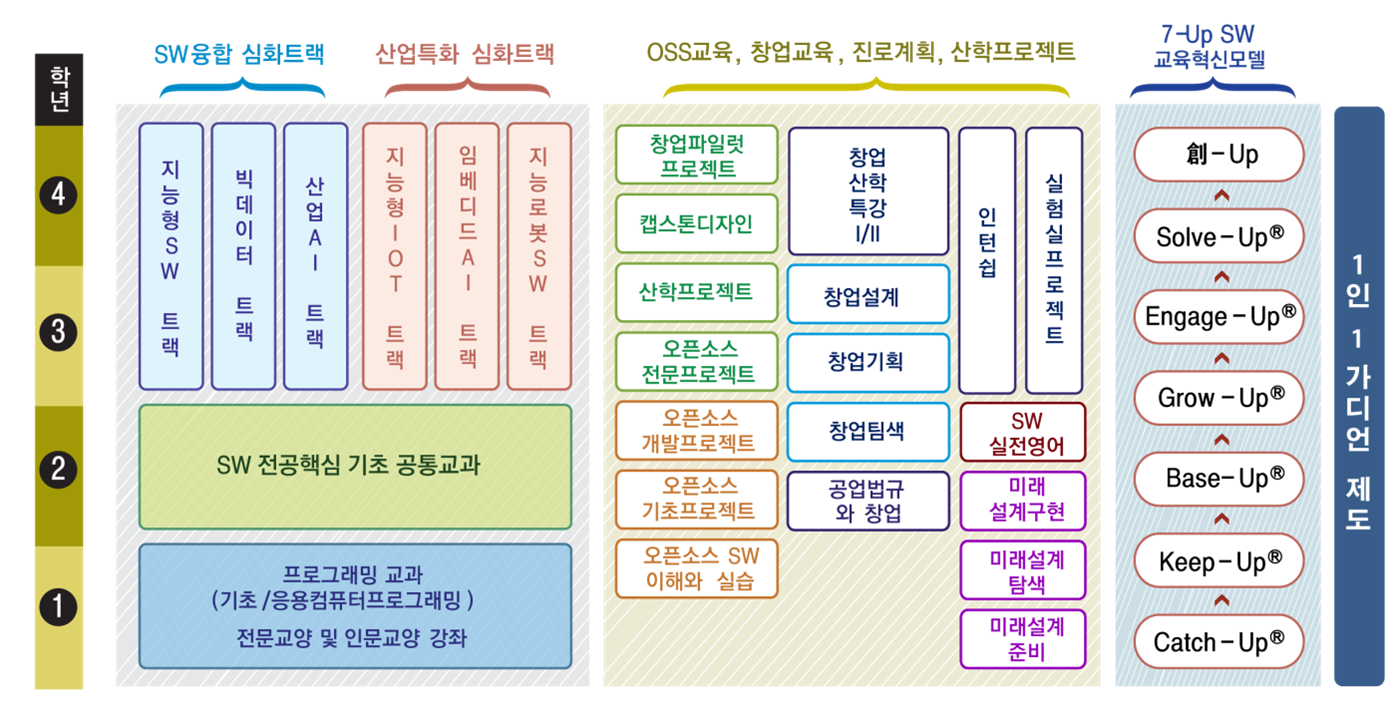 학
년
4
3
2
1
SW융합 심화트랙
지능형SW 트랙
빅데이터 트랙
산업AI 트랙
산업특화 심화트랙
지능형IOT 트랙
임베디드AI 트랙
지능로봇SW 트랙
SW 전공핵심 기초 공통교과
프로그래밍 교과
(기초/응용컴퓨터프로그래밍)
전문교양 및 인문교양 강좌
OSS교육, 창업교육, 진로계획, 산학프로젝트
창업파일럿
프로젝트
캡스톤디자인
산학프로젝트
오픈소스
전문프로젝트
오픈소스
개발프로젝트
오픈소스
기초프로젝트
오픈소스 SW
이해와 실습
창업
산학
특강
I/II
창업설계
창업기획
창업팀색
공업법규
와 창업
인턴쉽
실험실프로젝트
SW
실전영어
미래
설계구현
미래설계
탐색
미래설계
준비
7-Up SW
교육혁신모델
創-Up
Solve-Up®
Engage-Up®
Grow-Up®
Base-Up®
Keep-Up®
Catch-Up®
1인 1 가디언 제도